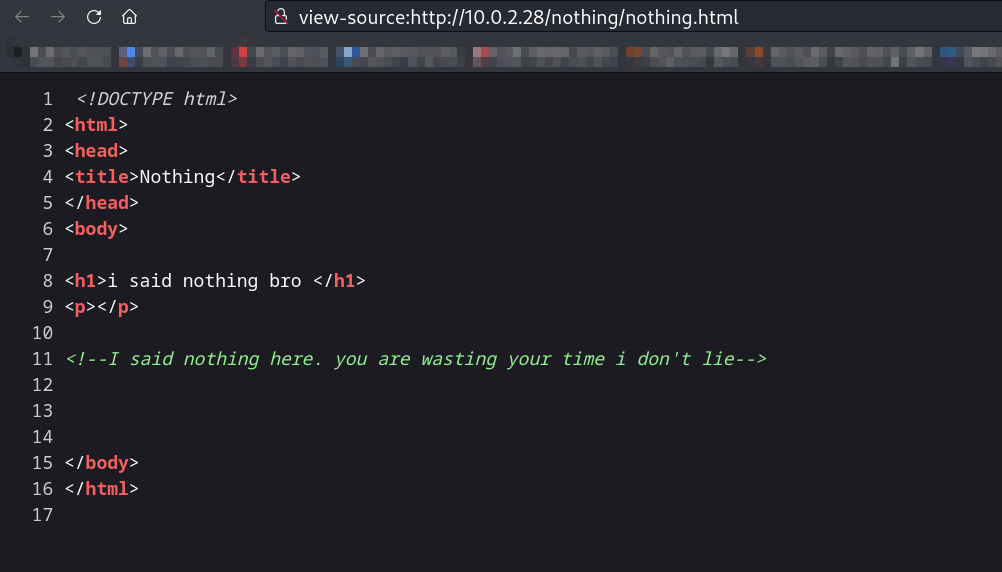 view-source:http://10.0.2.28/nothing/nothing.html
1 <!DOCTYPE html>
2 <html>
3 <head>
4 <title>Nothing</title>
5 </head>
6 <body>
7
8 <h1>i said nothing bro </h1>
9 <p></p>
10
11 <!--I said nothing here. you are wasting your time i don't lie-->
12
13
14
15 </body>
16 </html>
17